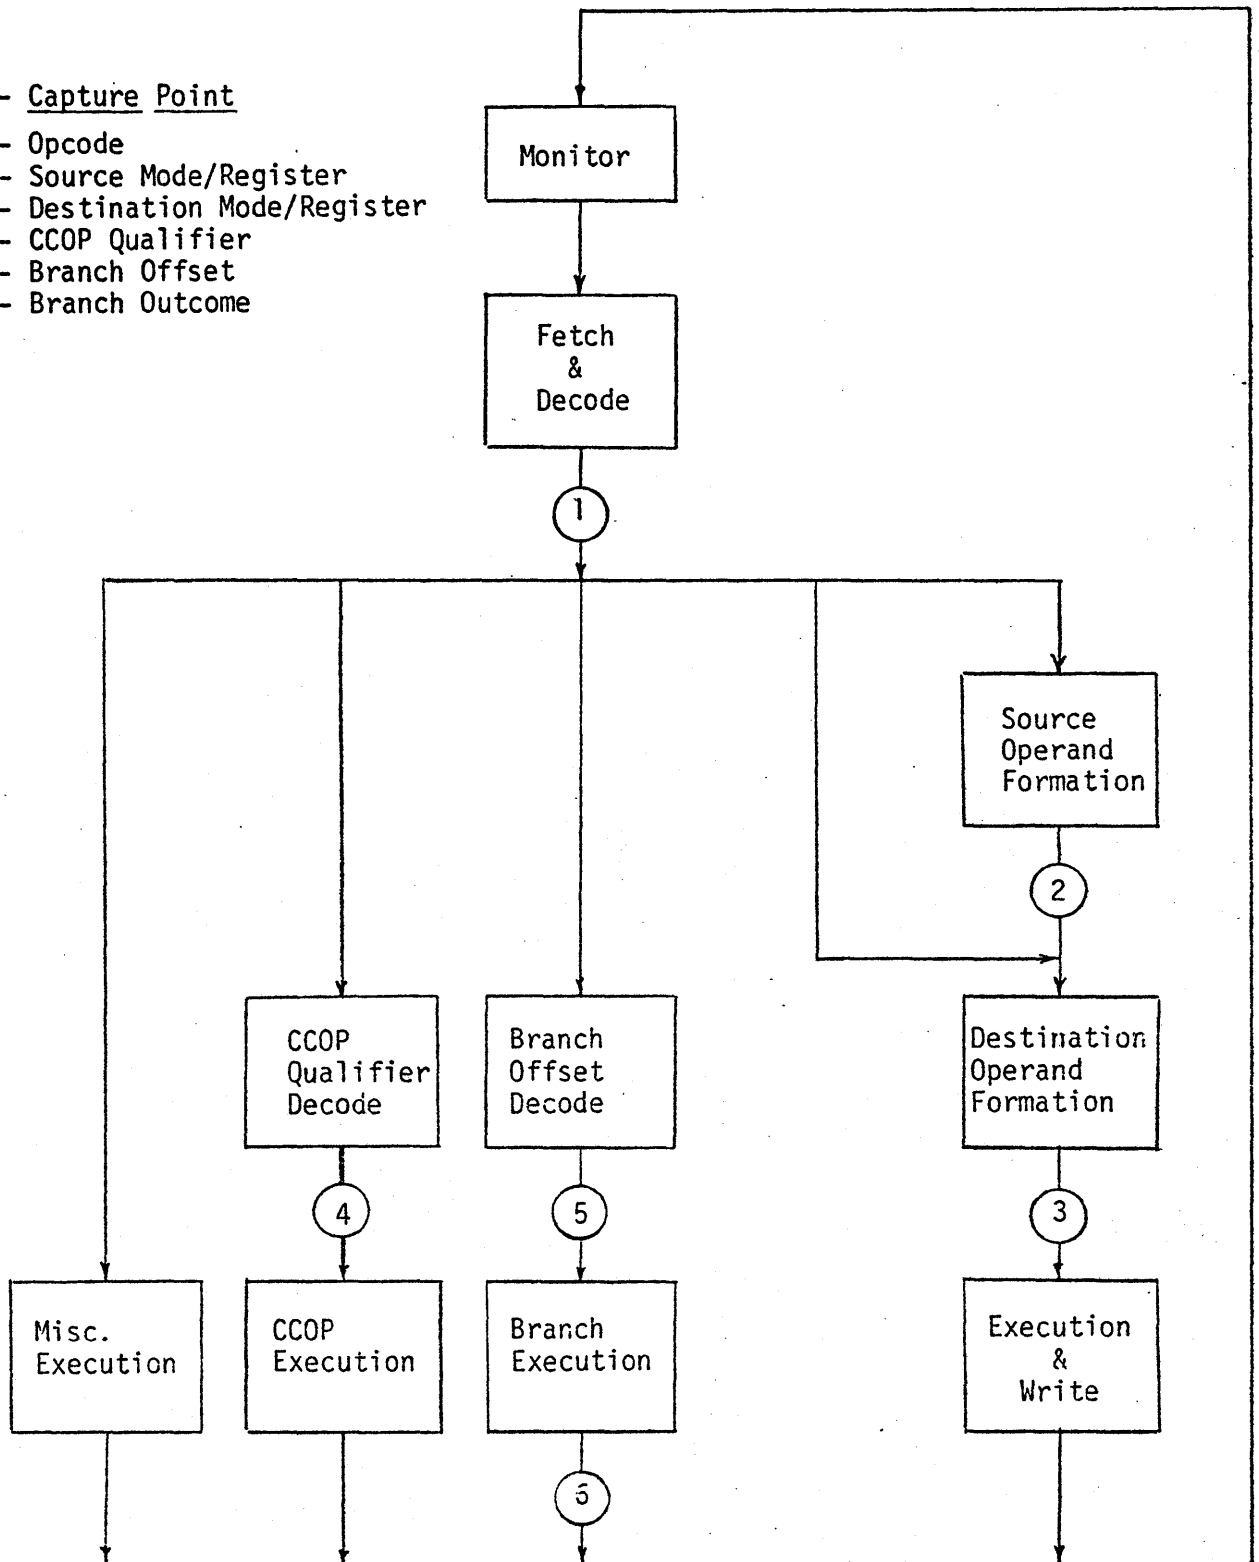 - Capture Point
- Opcode
- Source Mode/Register
- Destination Mode/Register
- CCOP Qualifier
- Branch Offset
- Branch Outcome
Monitor
Fetch
&
Decode
1
Source
Operand
Formation
2
CCOP
Qualifier
Decode
Branch
Offset
Decode
Destination
Operand
Formation
4
5
3
Misc.
Execution
CCOP
Execution
Branch
Execution
Execution
&
Write
6